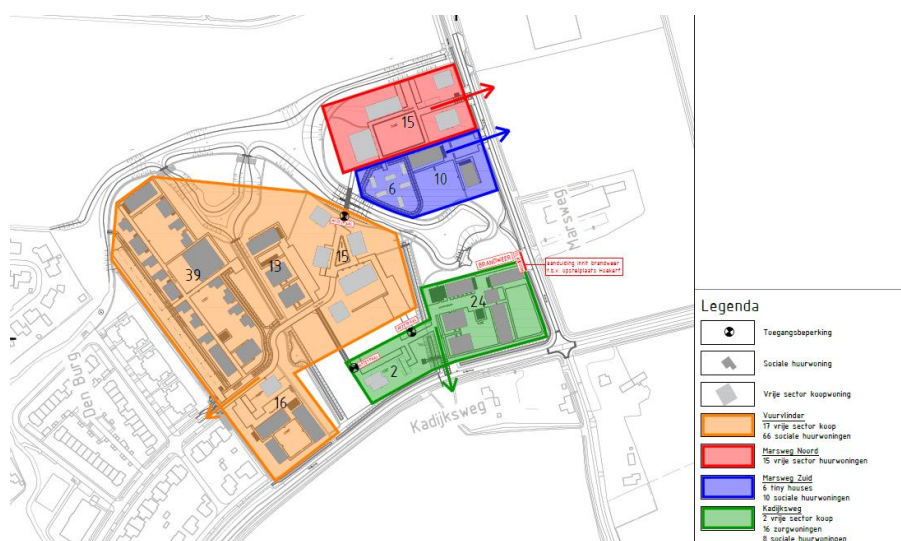 15
6
10
Marsweg
39
13
15
BRANDWEER
aanduiding inrit brandweer
t.b.v. opstelplaats Hoekerf
24
2
Kadijksweg
16
Den Burg
Legenda
Toegangsbeperking
Sociale huurwoning
Vrije sector koopwoning
Vuurvlinder
17 vrije sector koop
66 sociale huurwoningen
Marsweg Noord
15 vrije sector huurwoningen
Marsweg Zuid
6 tiny houses
10 sociale huurwoningen
Kadijksweg
2 vrije sector koop
16 zorgwoningen
8 sociale huurwoningen